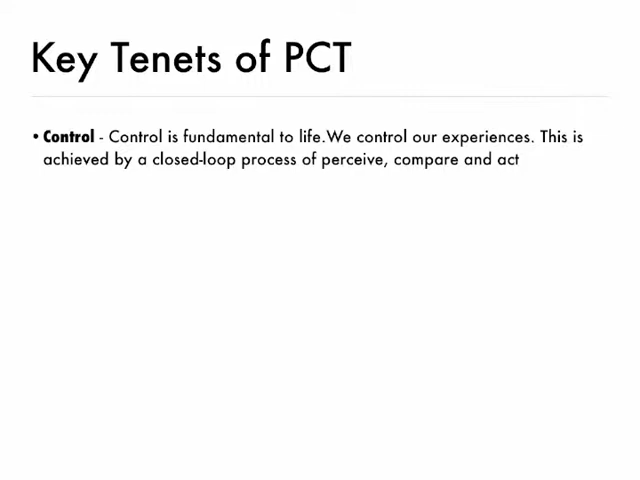 Key Tenets of PCT
• Control - Control is fundamental to life.We control our experiences. This is
achieved by a closed-loop process of perceive, compare and act